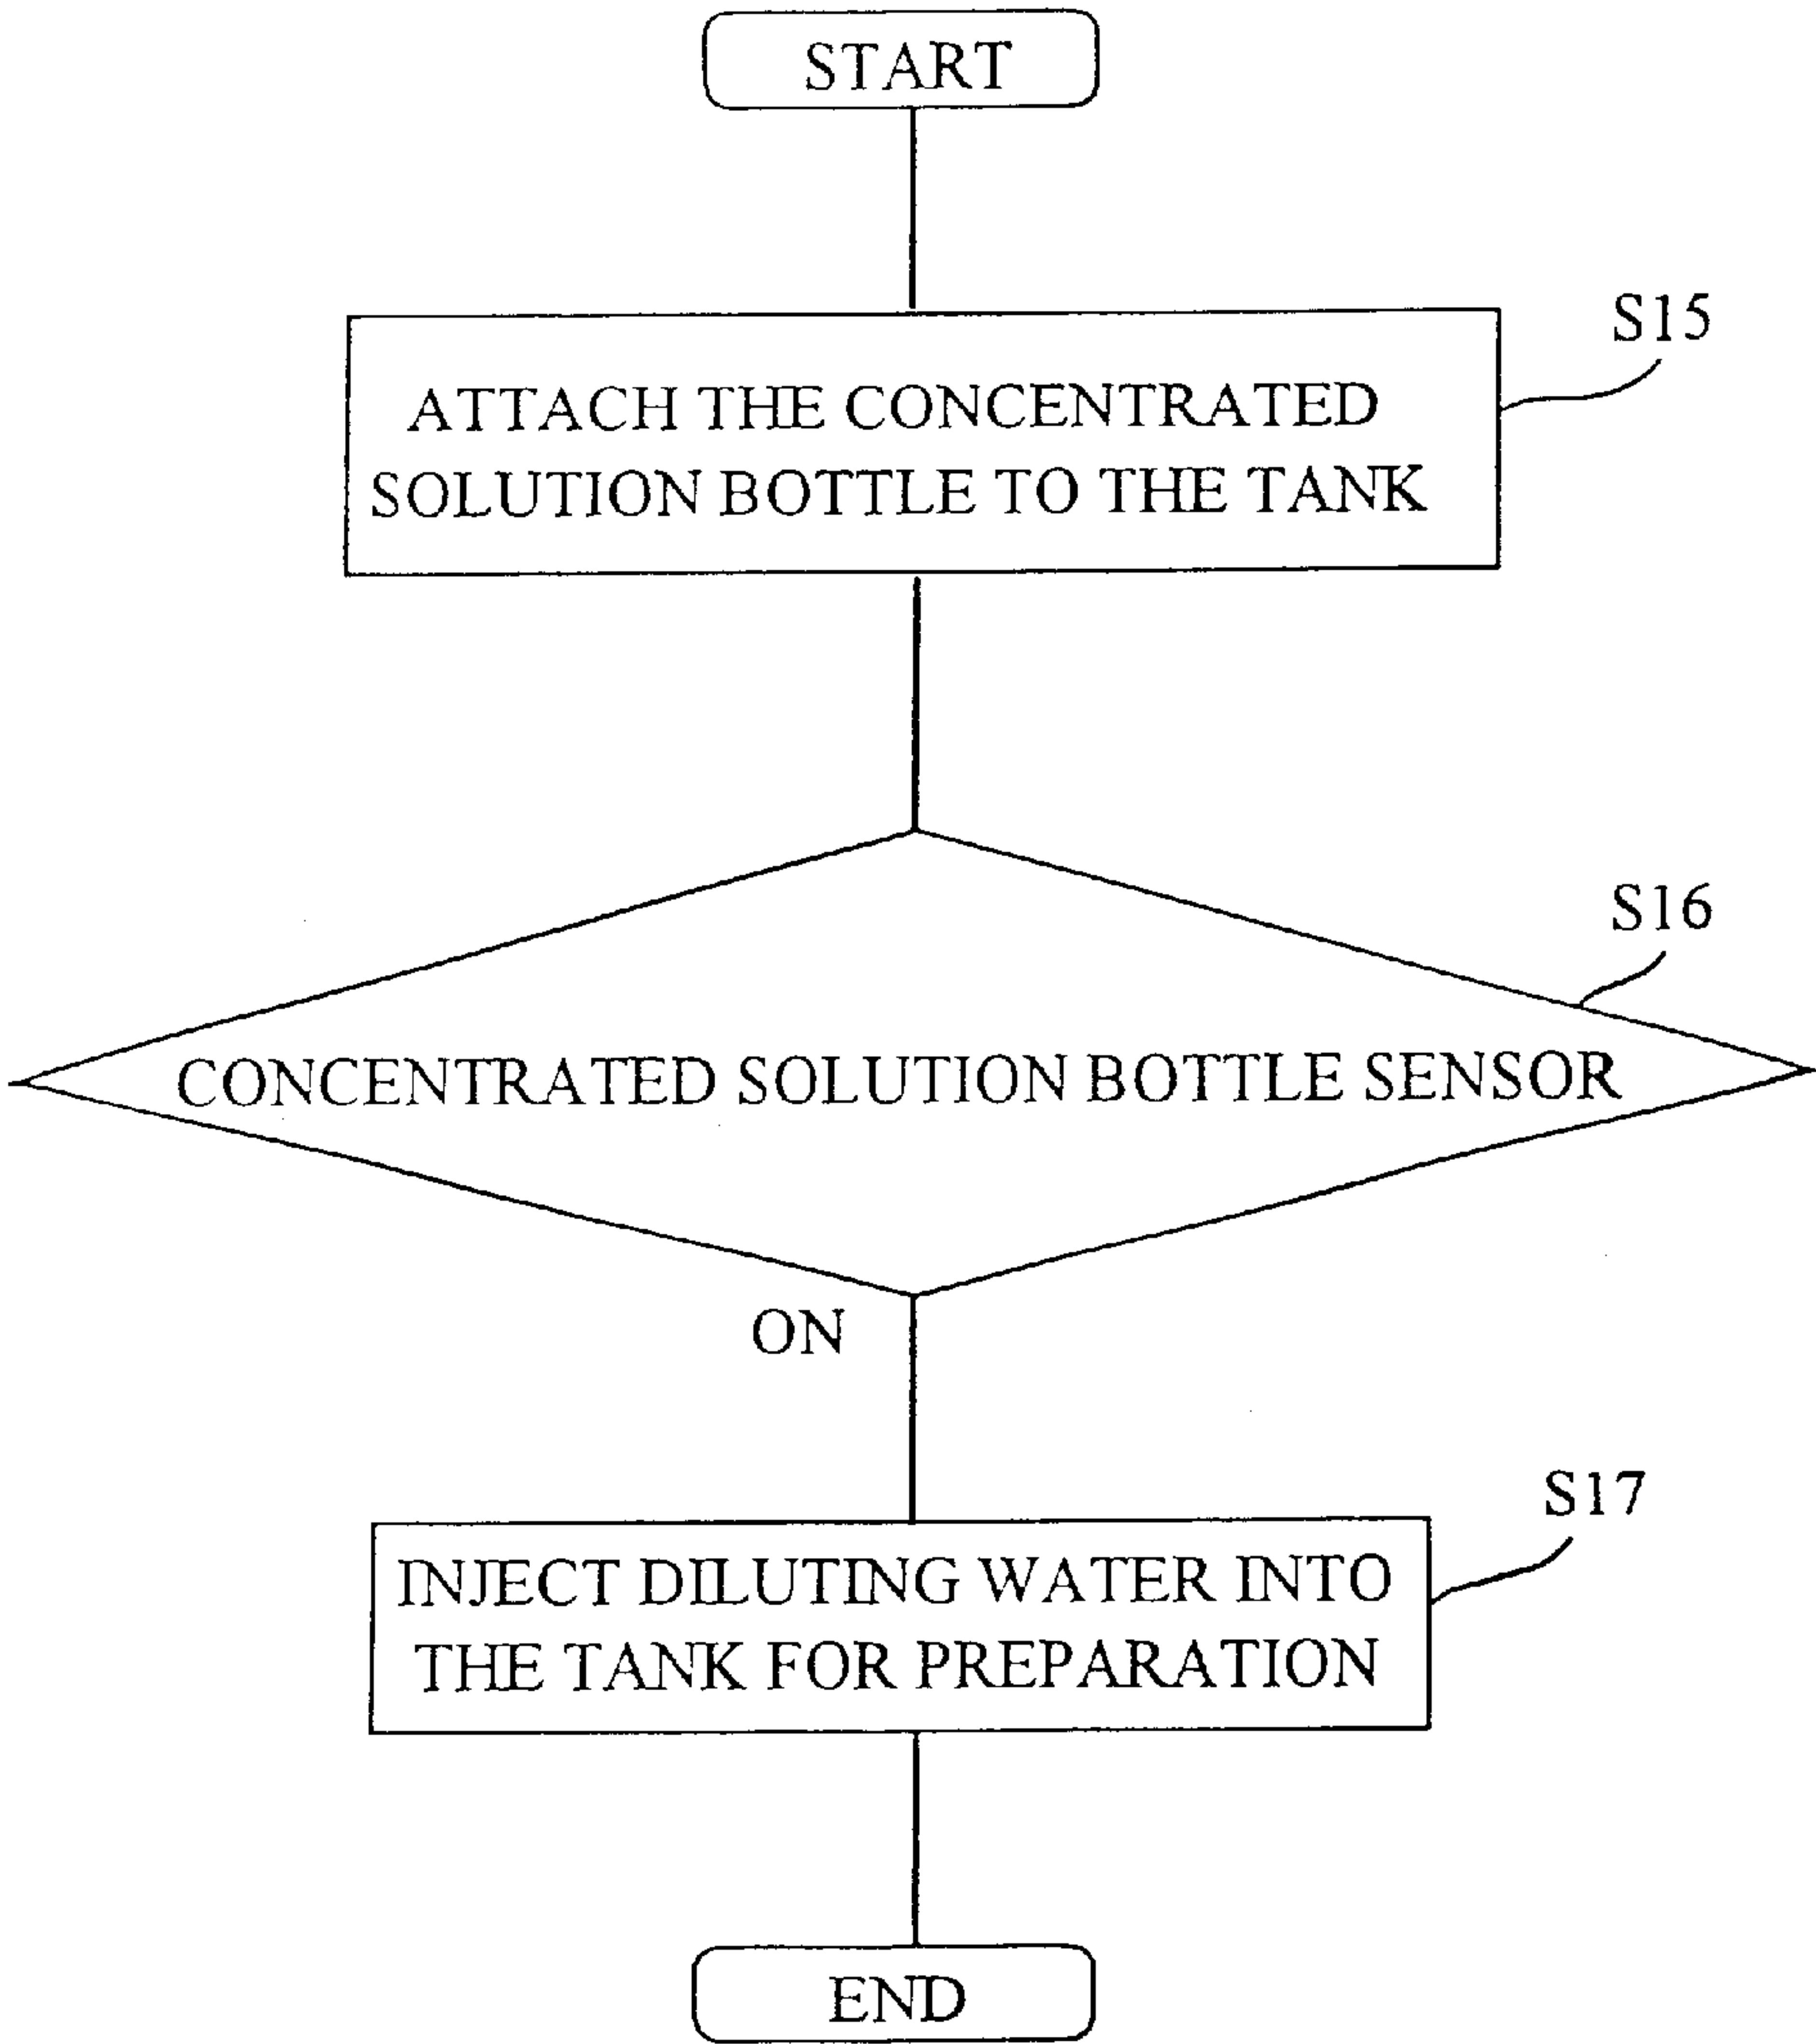 START
S15
ATTACH THE CONCENTRATED
SOLUTION BOTTLE TO THE TANK
S16
CONCENTRATED SOLUTION BOTTLE SENSOR
ON
S17
INJECT DILUTING WATER INTO
THE TANK FOR PREPARATION
END